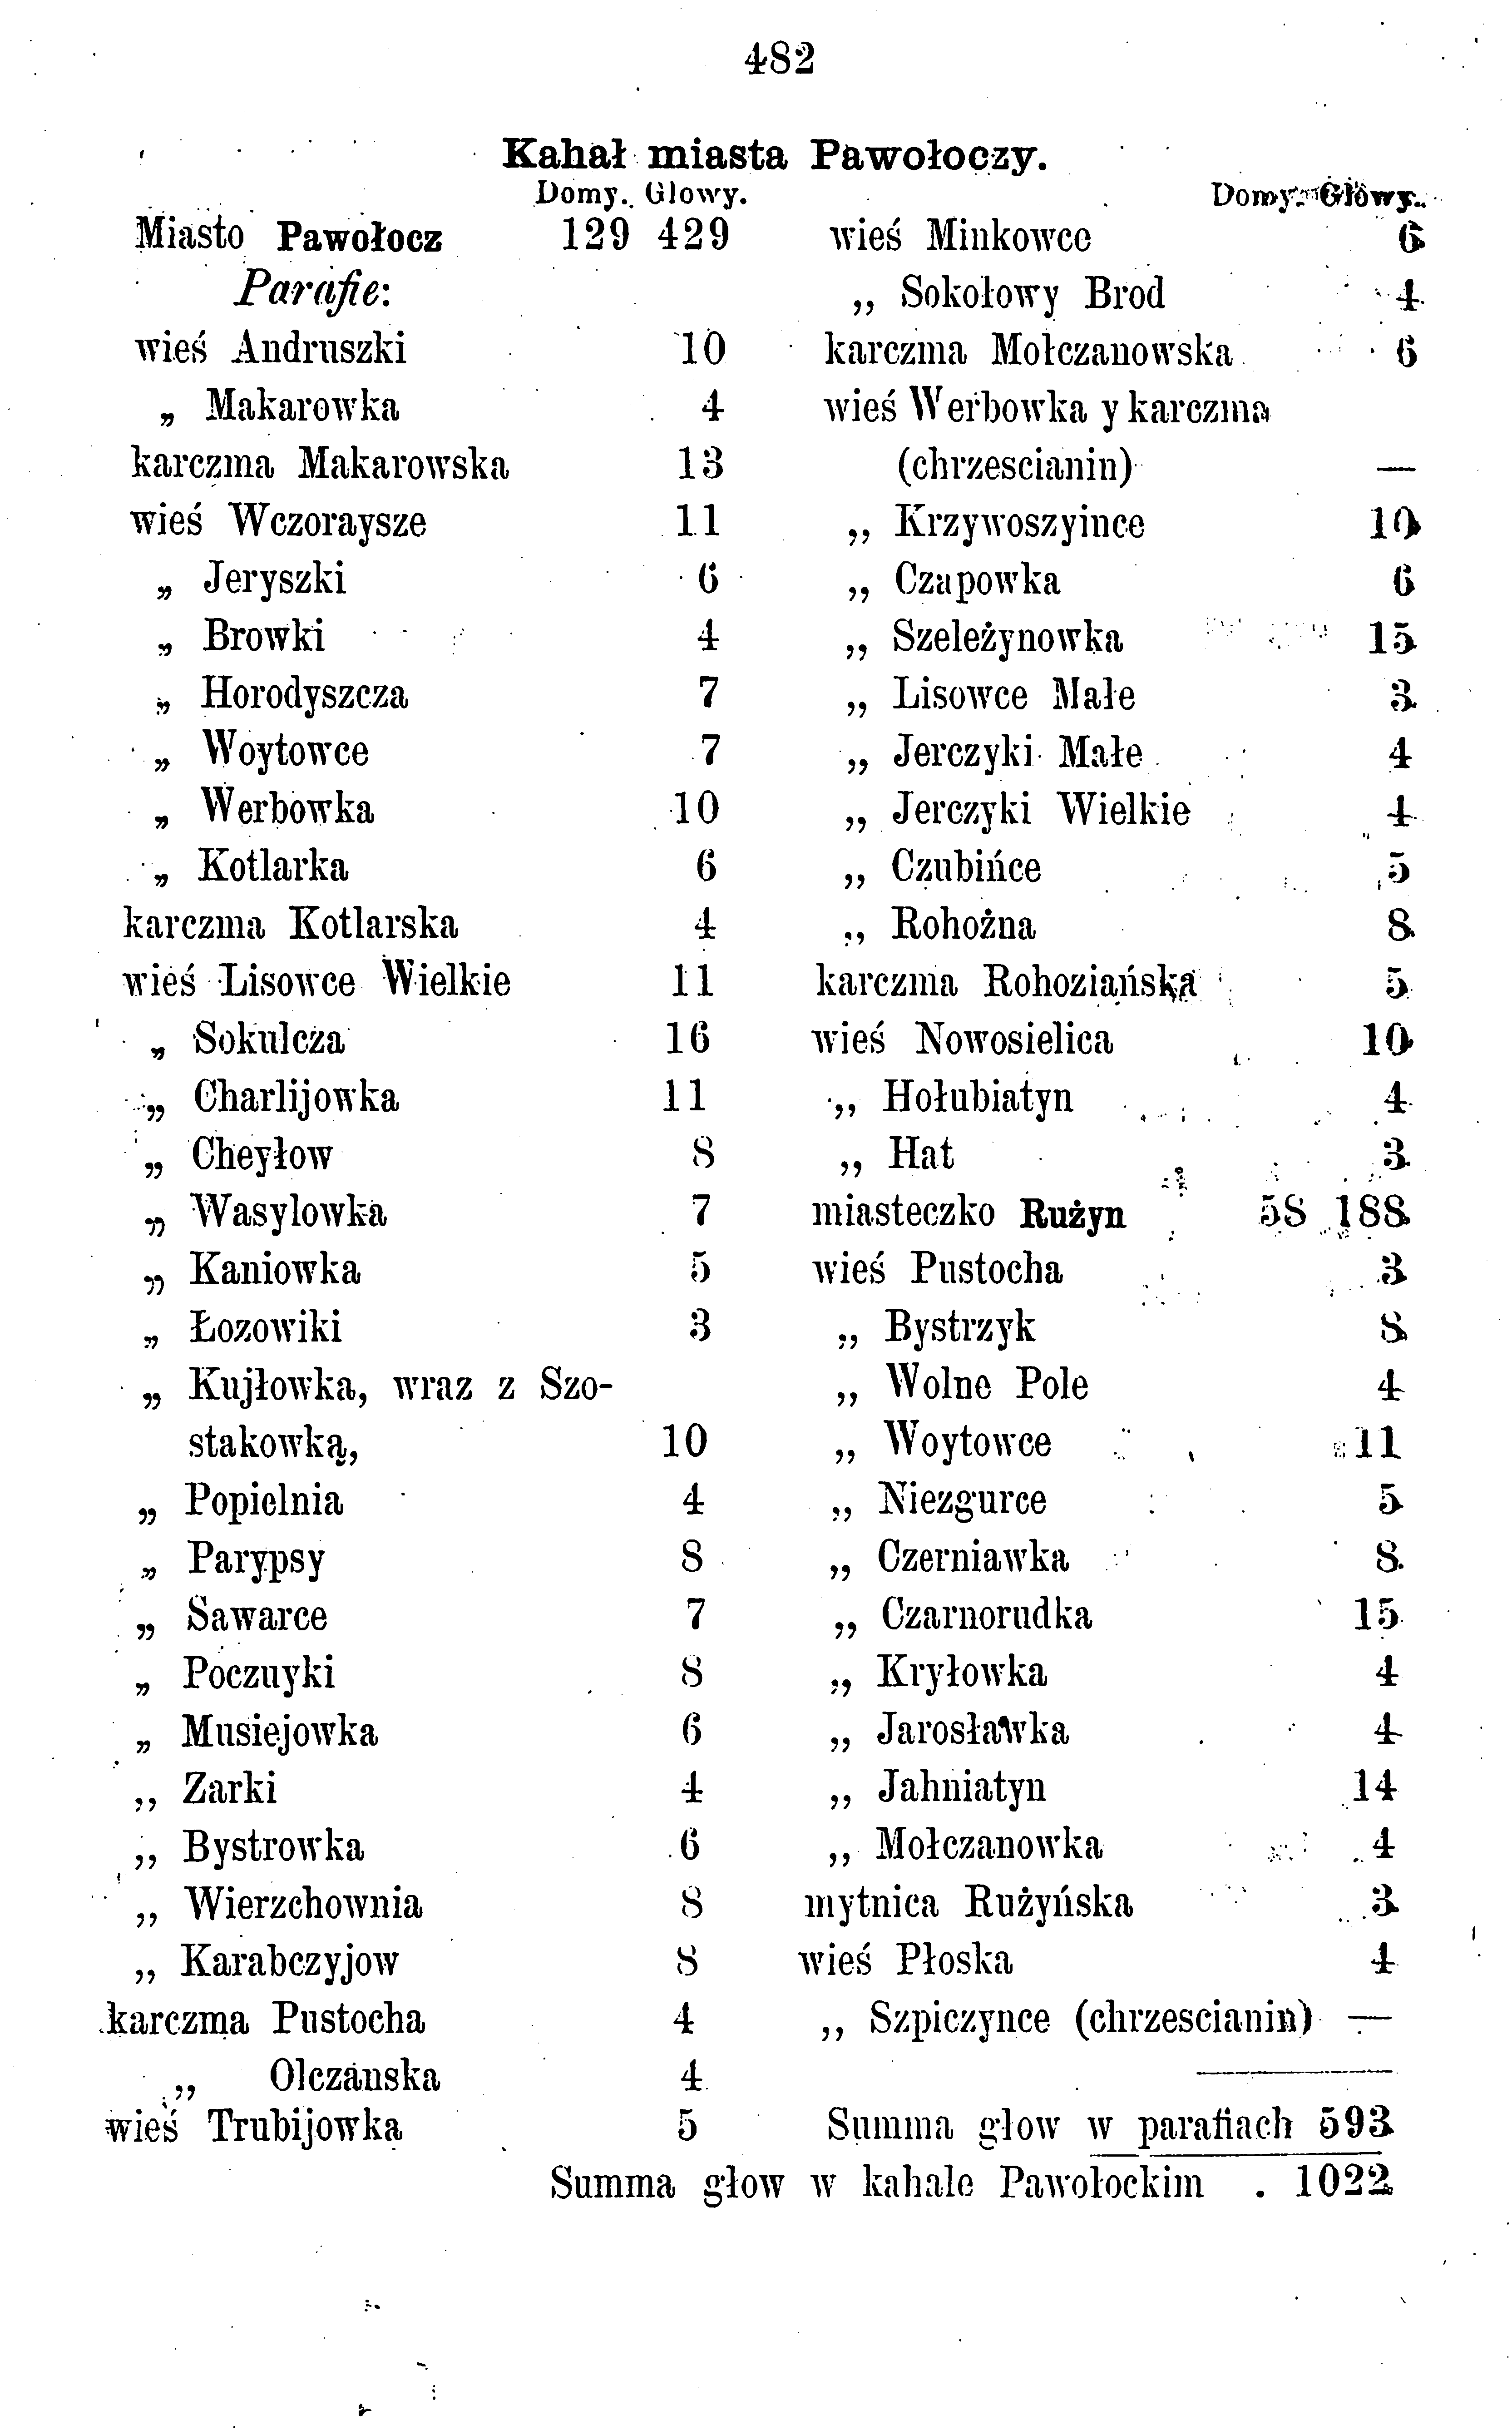 482
Kahał miasta Pawołoczy.
Domy. Głowy.
Miasto Pawołocz 129 429
Parafie:
wieś Andruszki 10
„ Makarowka 4
karczma Makarowska 13
wieś Wczoraysze 11
„ Jeryszki 6
„ Browki 4
„ Horodyszcza 7
„ Woytowce 7
„ Werbowka 10
„ Kotlarka 6
karczma Kotlarska 4
wieś Lisowce Wielkie 11
„ Sokulcza 16
„ Charlijowka 11
„ Cheyłow 8
„ Wasylowka 7
„ Kaniowka 5
„ Łozowiki 3
„ Kujłowka, wraz z Szo-
stakowką, 10
„ Popielnia 4
„ Parypsy 8
„ Sawarce 7
„ Poczuyki 8
„ Musiejowka 6
,, Zarki 4
,, Bystrowka 6
,, Wierzchownia 8
,, Karabczyjow 8
karczma Pustocha 4
,, Olczanska 4
wieś Trubijowka 5
Domy. Głowy.
wieś Minkowce 6
,, Sokołowy Brod 4
karczma Mołczanowska 6
wieś Werbowka y karczma
(chrzescianin) —
,, Krzywoszyince 10
,, Czapowka 6
,, Szeleżynowka 15
,, Lisowce Małe 3
,, Jerczyki Małe 4
,, Jerczyki Wielkie 4
,, Czubińce 5
,, Rohożna 8
karczma Rohoziańska 5
wieś Nowosielica 10
,, Hołubiatyn 4
,, Hat 3
miasteczko Rużyn 58 188
wieś Pustocha 3
,, Bystrzyk 8
,, Wolne Pole 4
,, Woytowce 11
,, Niezgurce 5
,, Czerniawka 8
,, Czarnorudka 15
,, Kryłowka 4
,, Jarosławka 4
,, Jahniatyn 14
,, Mołczanowka 4
mytnica Rużyńska 3
wieś Płoska 4
,, Szpiczynce (chrzescianin) —
Summa głow w parafiach 593
Summa głow w kahale Pawołockim . 1022